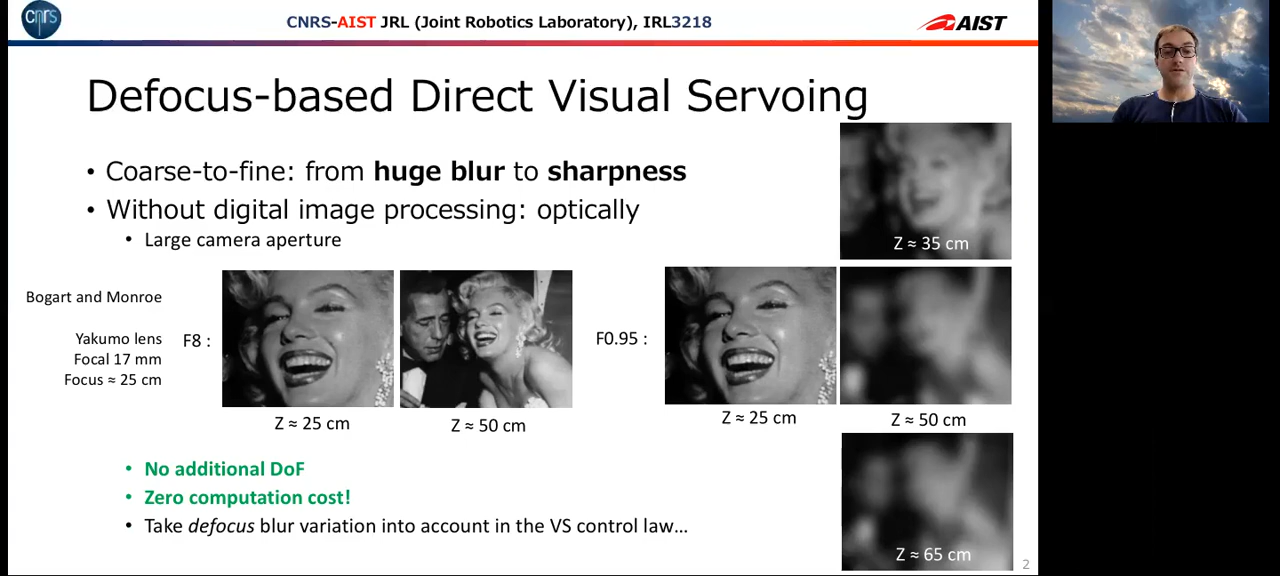 cnrs
CNRS-AIST JRL (Joint Robotics Laboratory), IRL3218
AIST
Defocus-based Direct Visual Servoing
• Coarse-to-fine: from huge blur to sharpness
• Without digital image processing: optically
• Large camera aperture
Z ≈ 35 cm
Bogart and Monroe
Yakumo lens
Focal 17 mm
Focus ≈ 25 cm
F8 :
Z ≈ 25 cm
Z ≈ 50 cm
F0.95 :
Z ≈ 25 cm
Z ≈ 50 cm
• No additional DoF
• Zero computation cost!
• Take defocus blur variation into account in the VS control law...
Z ≈ 65 cm
2